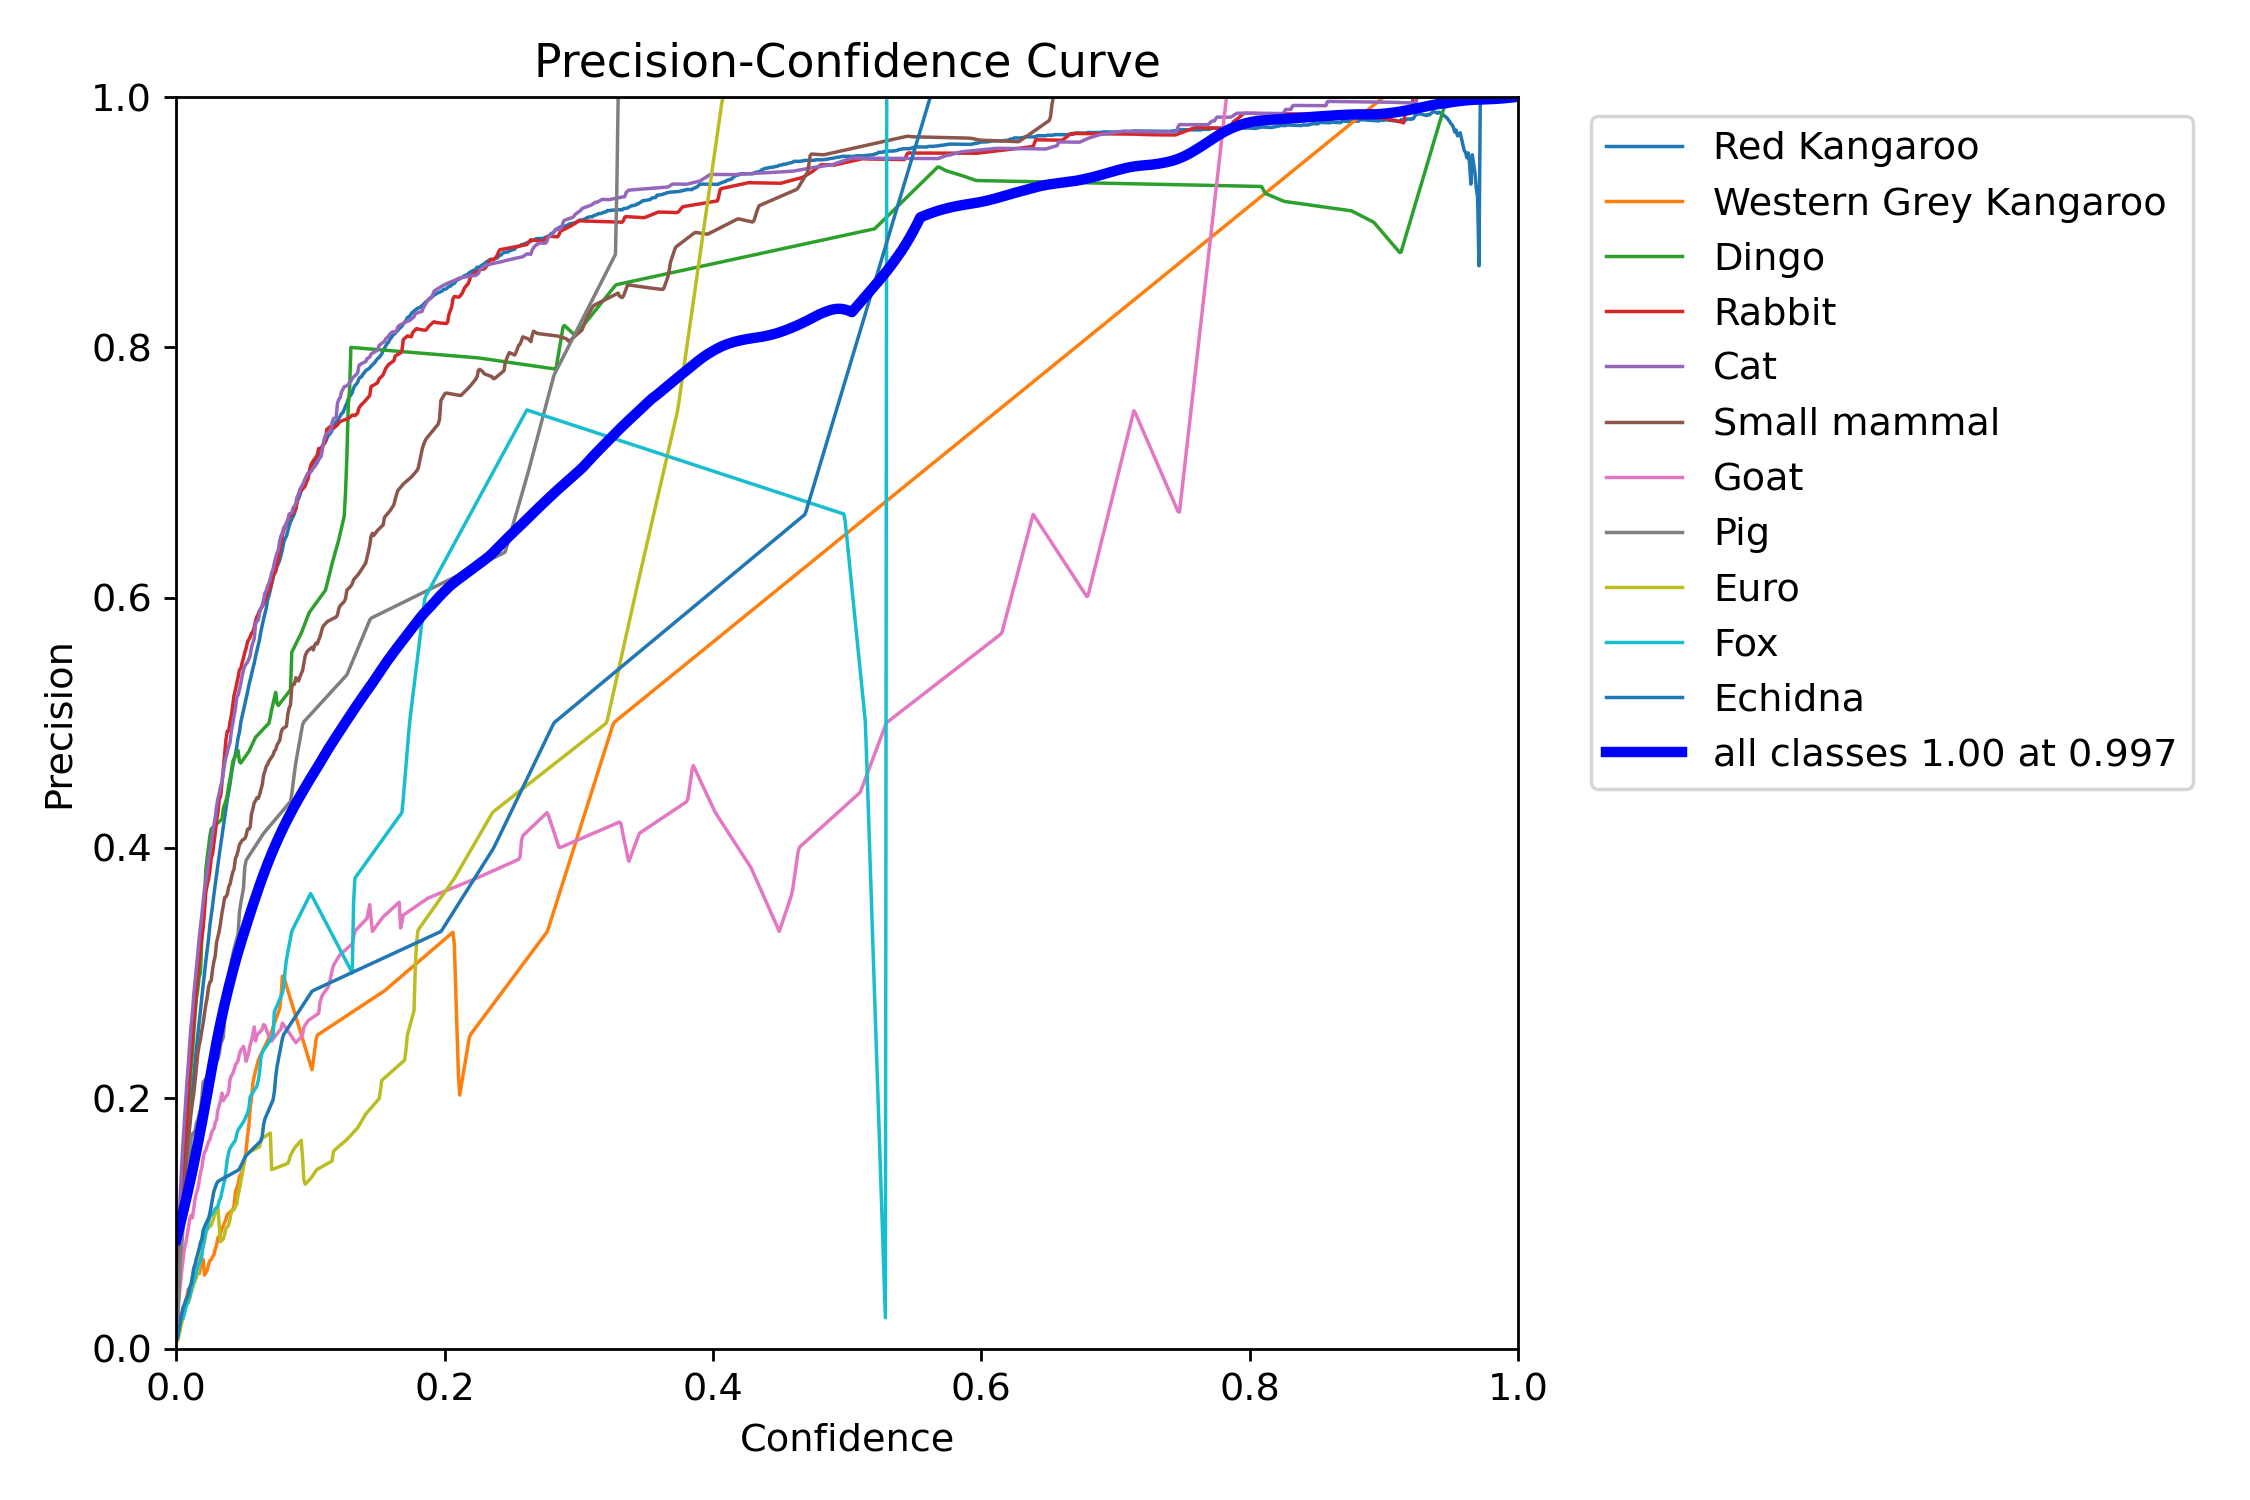 Precision-Confidence Curve
1.0
0.8
0.6
0.4
0.2
0.0
Precision
0.0 0.2 0.4 0.6 0.8 1.0
Confidence
Red Kangaroo
Western Grey Kangaroo
Dingo
Rabbit
Cat
Small mammal
Goat
Pig
Euro
Fox
Echidna
all classes 1.00 at 0.997